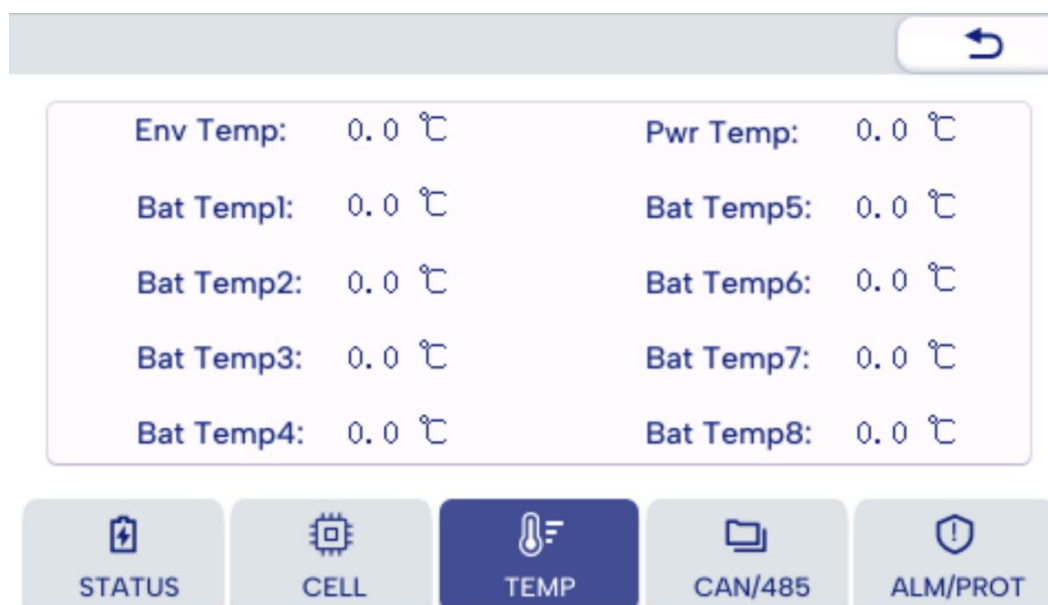 Env Temp: 0.0 ℃ Pwr Temp: 0.0 ℃
Bat Temp1: 0.0 ℃ Bat Temp5: 0.0 ℃
Bat Temp2: 0.0 ℃ Bat Temp6: 0.0 ℃
Bat Temp3: 0.0 ℃ Bat Temp7: 0.0 ℃
Bat Temp4: 0.0 ℃ Bat Temp8: 0.0 ℃
STATUS CELL TEMP CAN/485 ALM/PROT